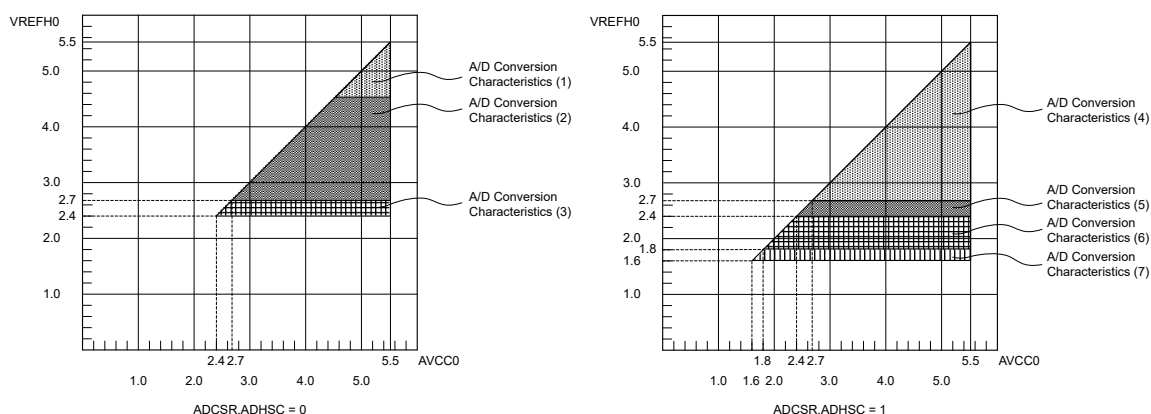 VREFH0
5.5
5.0
4.0
3.0
2.7
2.4
2.0
1.0
A/D Conversion
Characteristics (1)
A/D Conversion
Characteristics (2)
A/D Conversion
Characteristics (3)
2.4 2.7 5.5 AVCC0
1.0 2.0 3.0 4.0 5.0
ADCSR.ADHSC = 0
VREFH0
5.5
5.0
4.0
3.0
2.7
2.4
2.0
1.8
1.6
1.0
A/D Conversion
Characteristics (4)
A/D Conversion
Characteristics (5)
A/D Conversion
Characteristics (6)
A/D Conversion
Characteristics (7)
1.8 2.4 2.7 5.5 AVCC0
1.0 1.6 2.0 3.0 4.0 5.0
ADCSR.ADHSC = 1